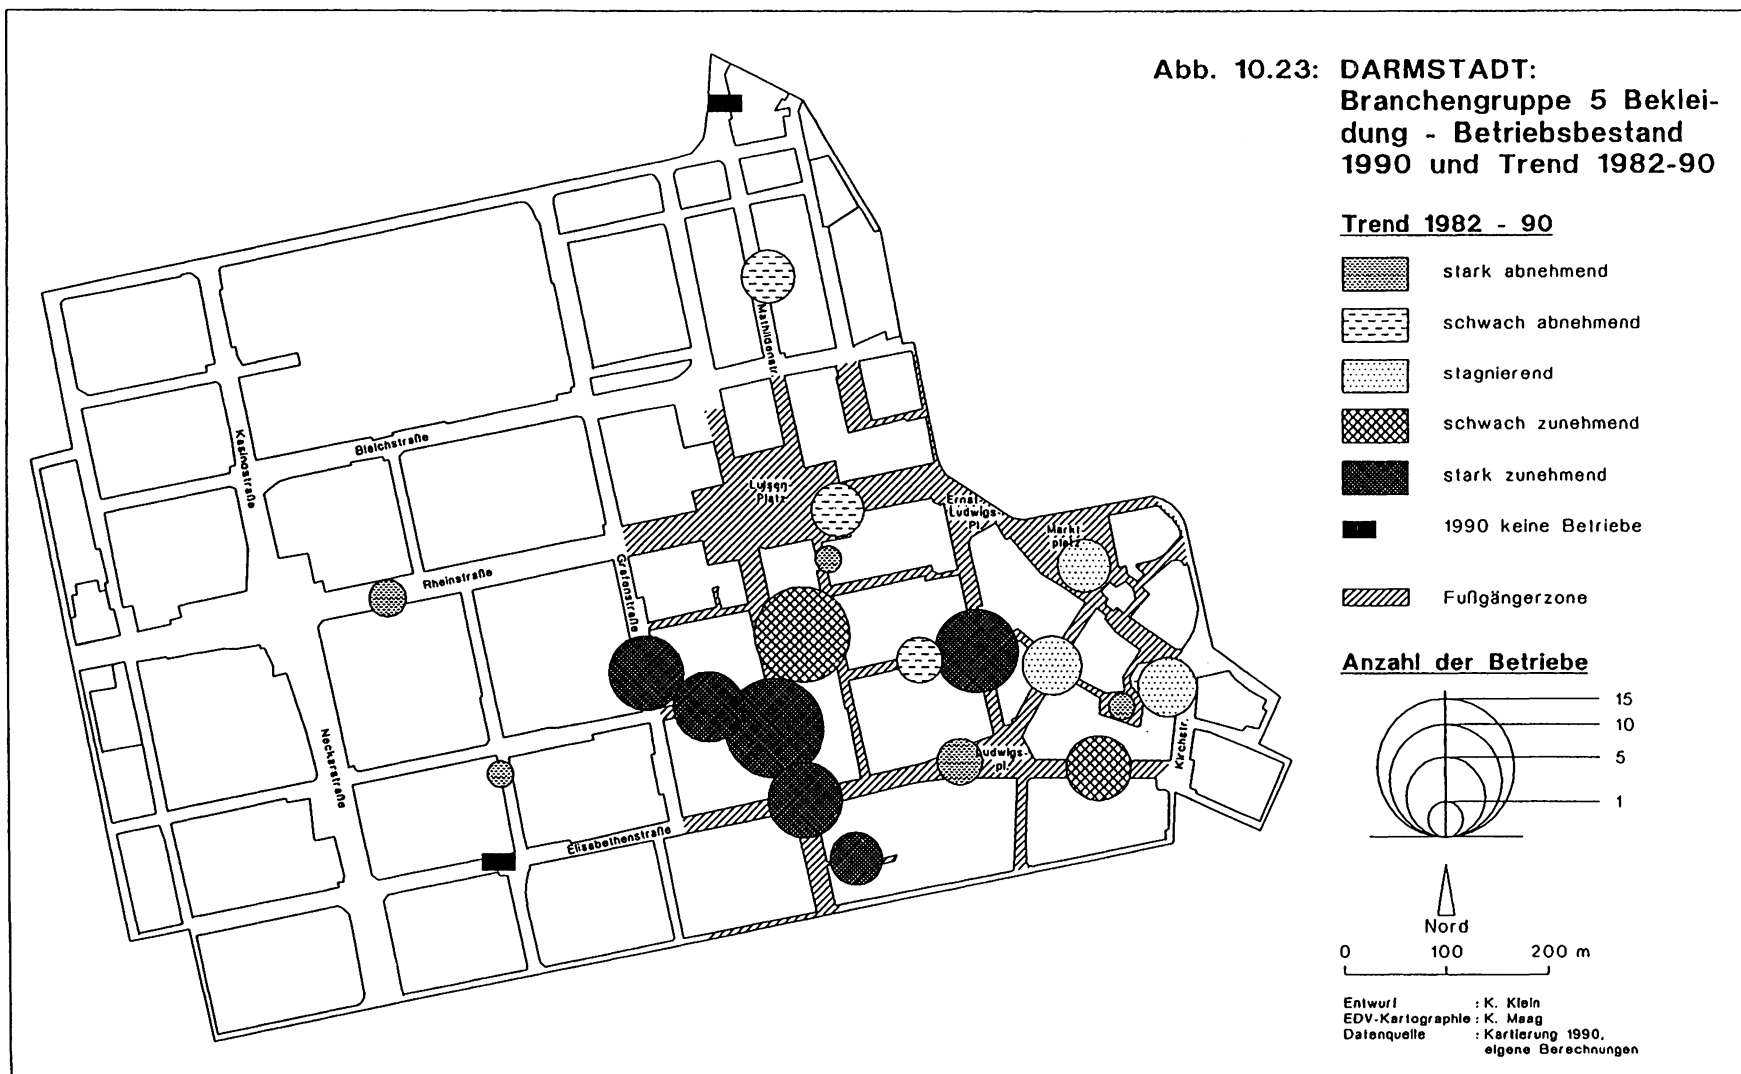 Abb. 10.23: DARMSTADT:
Branchengruppe 5 Beklei-
dung - Betriebsbestand
1990 und Trend 1982-90
Trend 1982 - 90
stark abnehmend
schwach abnehmend
stagnierend
schwach zunehmend
stark zunehmend
1990 keine Betriebe
Fußgängerzone
Anzahl der Betriebe
15
10
5
1
Nord
0 100 200 m
Entwurf : K. Klein
EDV-Kartographie : K. Maag
Datenquelle : Kartierung 1990,
eigene Berechnungen
Mathildenstr.
Kasinostraße
Bleichstraße
Luisen-
Platz
Ernst-
Ludwigs-
Pl.
Markt
platz
Rheinstraße
Grafenstraße
Neckarstraße
Ludwigs-
pl.
Kirchstr.
Elisabethenstraße